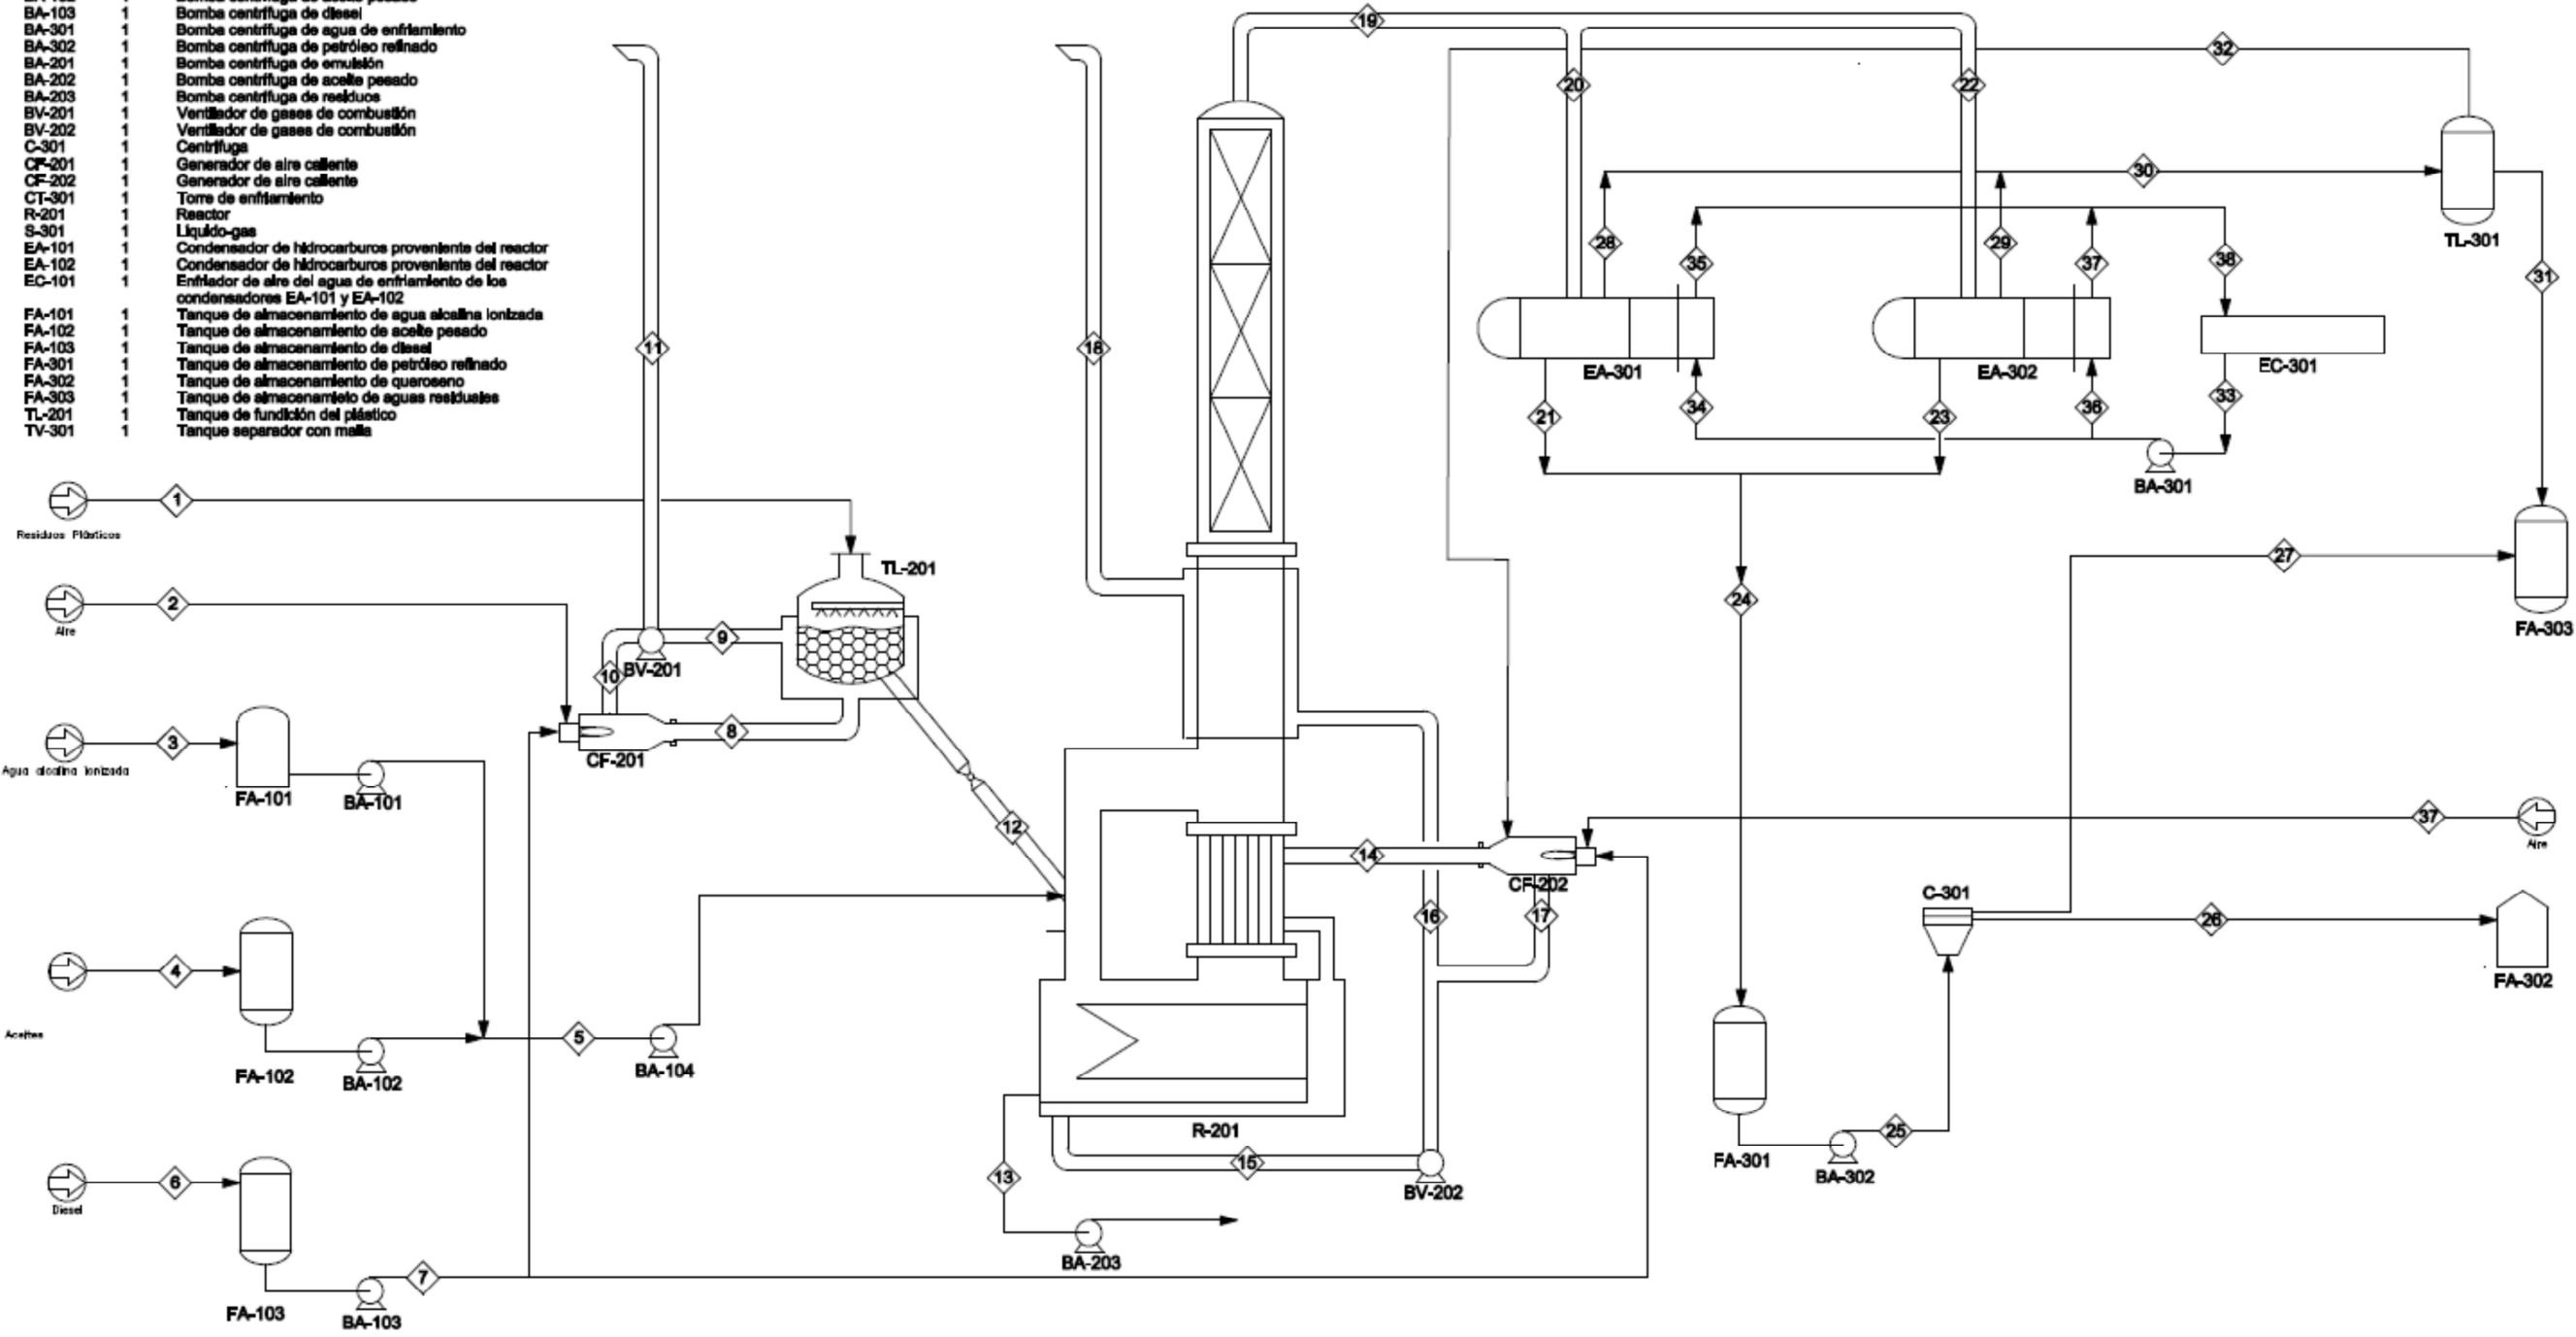 BA-103 1 Bomba centrífuga de diesel
BA-301 1 Bomba centrífuga de agua de enfriamiento
BA-302 1 Bomba centrífuga de petróleo refinado
BA-201 1 Bomba centrífuga de emulsión
BA-202 1 Bomba centrífuga de aceite pesado
BA-203 1 Bomba centrífuga de residuos
BV-201 1 Ventilador de gases de combustión
BV-202 1 Ventilador de gases de combustión
C-301 1 Centrifuga
CF-201 1 Generador de aire caliente
CF-202 1 Generador de aire caliente
CT-301 1 Torre de enfriamiento
R-201 1 Reactor
S-301 1 Líquido-gas
EA-101 1 Condensador de hidrocarburos proveniente del reactor
EA-102 1 Condensador de hidrocarburos proveniente del reactor
EC-101 1 Enfriador de aire del agua de enfriamiento de los
condensadores EA-101 y EA-102
FA-101 1 Tanque de almacenamiento de agua alcalina ionizada
FA-102 1 Tanque de almacenamiento de aceite pesado
FA-103 1 Tanque de almacenamiento de diesel
FA-301 1 Tanque de almacenamiento de petróleo refinado
FA-302 1 Tanque de almacenamiento de queroseno
FA-303 1 Tanque de almacenamieto de aguas residuales
TL-201 1 Tanque de fundición del plástico
TV-301 1 Tanque separador con malla
19
32
20
22
30
TL-301
28
35
29
37
38
31
11
18
EA-301
EA-302
EC-301
21
34
23
36
33
BA-301
1
Residuos Plásticos
TL-201
27
2
Aire
24
FA-303
9
10
BV-201
3
8
CF-201
Agua alcalina ionizada
FA-101
BA-101
12
37
Aire
14
CF-202
C-301
16
17
26
4
FA-302
Aceites
5
FA-102
BA-102
BA-104
R-201
25
6
13
15
FA-301
BA-302
Diesel
BV-202
BA-203
7
FA-103
BA-103